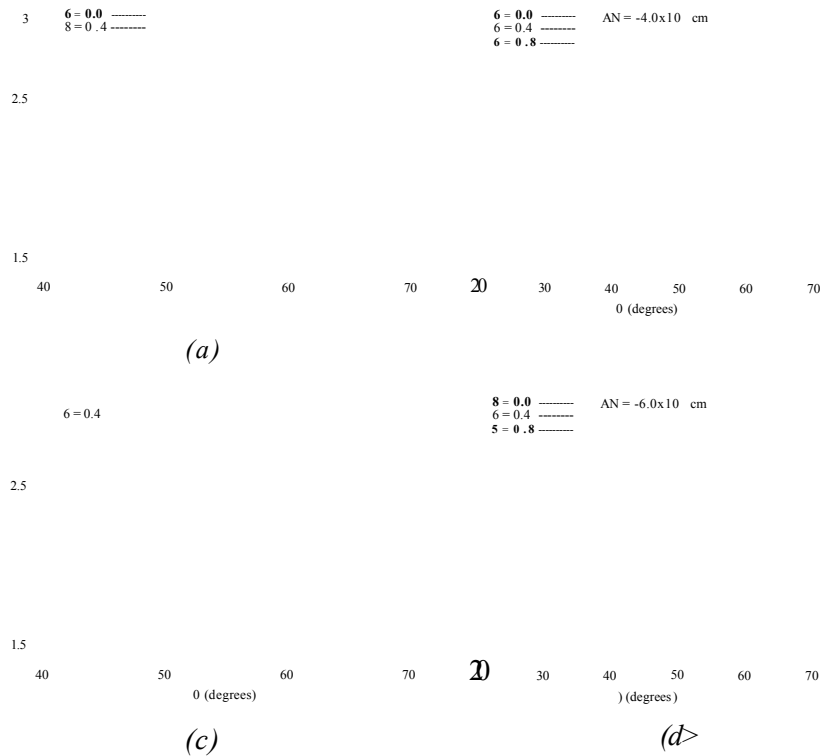 3
6 = 0.0 ----------
8 = 0 . 4 --------
2.5
1.5
40 50 60 70
(a)
6 = 0.0 ----------
6 = 0.4 --------
6 = 0 . 8 ----------
AN = -4.0x10 cm
20 30 40 50 60 70
0 (degrees)
6 = 0.4
2.5
1.5
40 50 60 70
0 (degrees)
(c)
8 = 0.0 ----------
6 = 0.4 --------
5 = 0 . 8 ----------
AN = -6.0x10 cm
20 30 40 50 60 70
) (degrees)
(d>